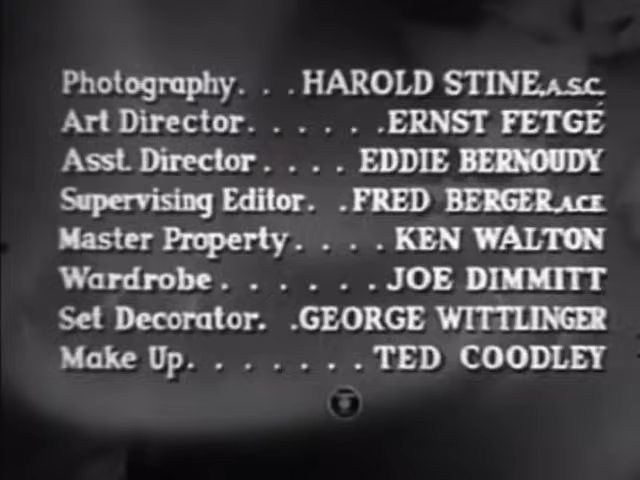 Photography. . . HAROLD STINE, A.S.C.
Art Director. . . . . . ERNST FETGÉ
Asst. Director . . . . EDDIE BERNOUDY
Supervising Editor. . FRED BERGER, A.C.E.
Master Property . . . . KEN WALTON
Wardrobe . . . . . . . JOE DIMMITT
Set Decorator. . GEORGE WITTLINGER
Make Up. . . . . . . TED COODLEY